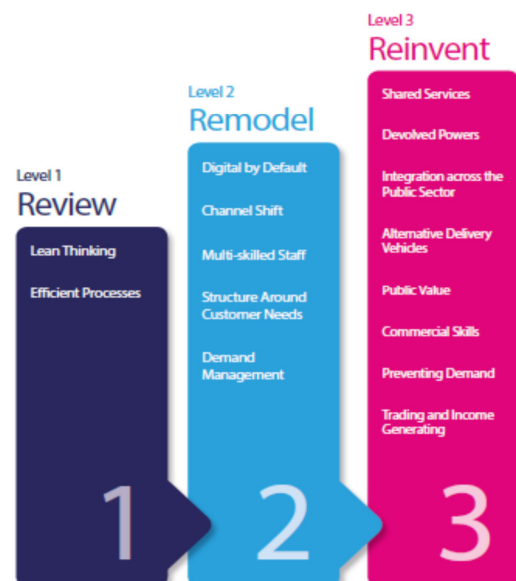 Level 1
Review
Lean Thinking
Efficient Processes
1
Level 2
Remodel
Digital by Default
Channel Shift
Multi-skilled Staff
Structure Around
Customer Needs
Demand
Management
2
Level 3
Reinvent
Shared Services
Devolved Powers
Integration across the
Public Sector
Alternative Delivery
Vehicles
Public Value
Commercial Skills
Preventing Demand
Trading and Income
Generating
3